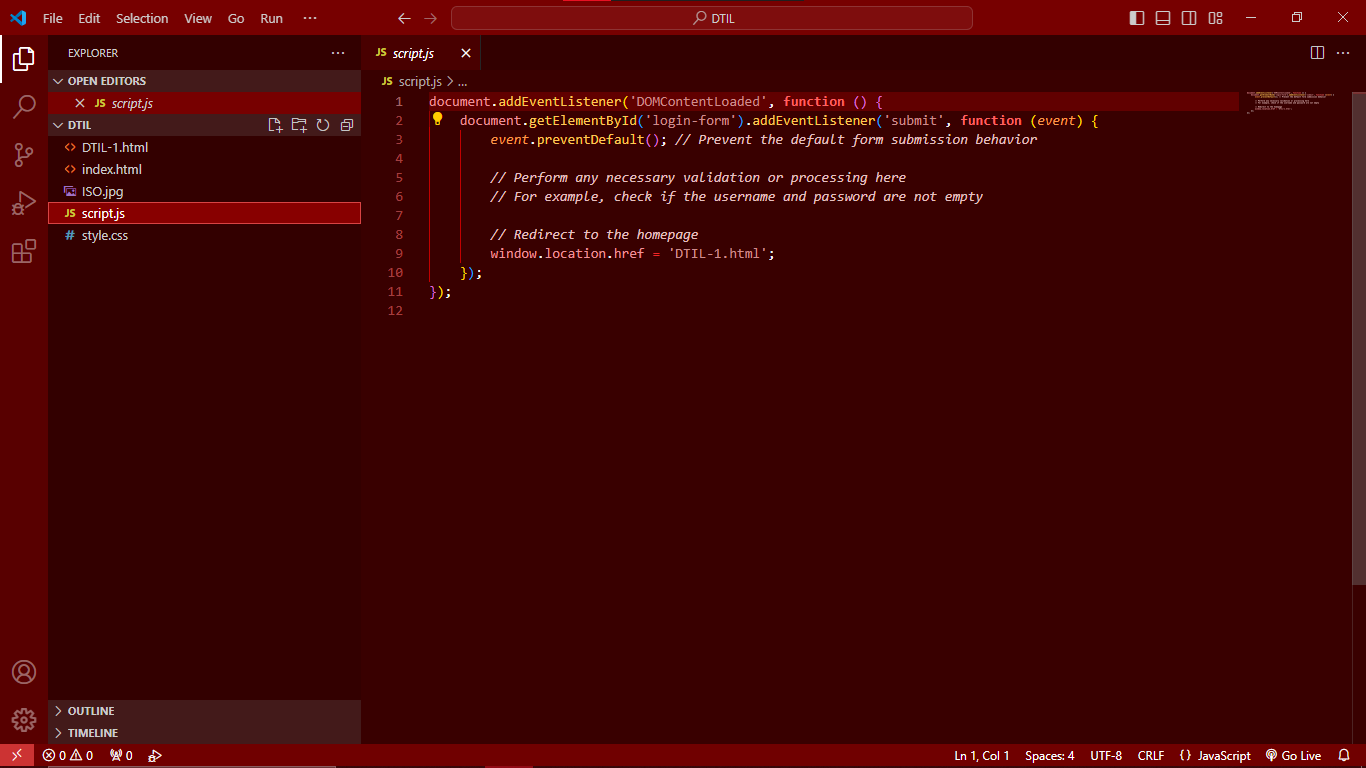 File Edit Selection View Go Run ···
DTIL
EXPLORER ···
OPEN EDITORS
JS script.js
DTIL
<> DTIL-1.html
<> index.html
ISO.jpg
JS script.js
# style.css
OUTLINE
TIMELINE
JS script.js
JS script.js > ...
1 document.addEventListener('DOMContentLoaded', function () {
2 document.getElementById('login-form').addEventListener('submit', function (event) {
3 event.preventDefault(); // Prevent the default form submission behavior
4
5 // Perform any necessary validation or processing here
6 // For example, check if the username and password are not empty
7
8 // Redirect to the homepage
9 window.location.href = 'DTIL-1.html';
10 });
11 });
12
0 0 0 Ln 1, Col 1 Spaces: 4 UTF-8 CRLF {} JavaScript Go Live